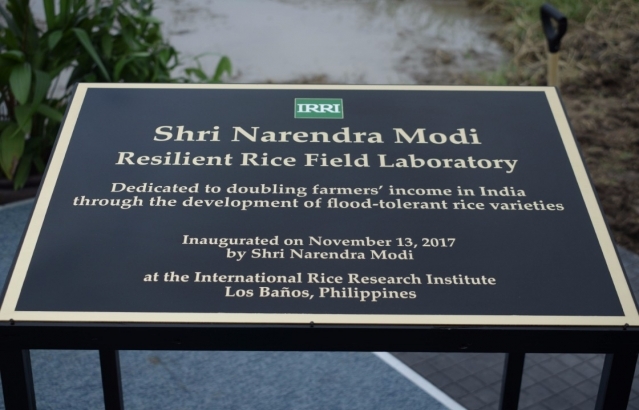 IRRI
Shri Narendra Modi
Resilient Rice Field Laboratory
Dedicated to doubling farmers' income in India
through the development of flood-tolerant rice varieties
Inaugurated on November 13, 2017
by Shri Narendra Modi
at the International Rice Research Institute
Los Baños, Philippines